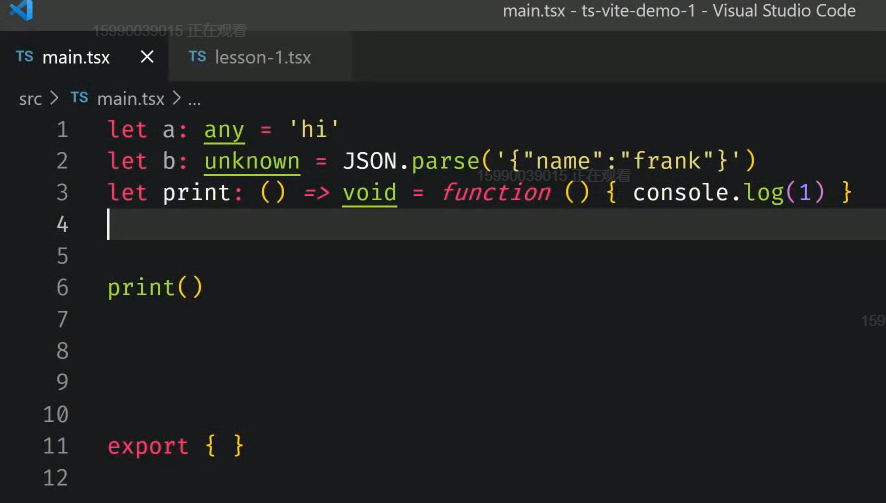 main.tsx - ts-vite-demo-1 - Visual Studio Code
15990039015 正在观看
TS main.tsx × TS lesson-1.tsx
src > TS main.tsx > ...
1 let a: any = 'hi'
2 let b: unknown = JSON.parse('{"name":"frank"}')
15990039015 正在观看
3 let print: () => void = function () { console.log(1) }
4
5
6 print()
7
1599
8
9
10
11 export { }
12